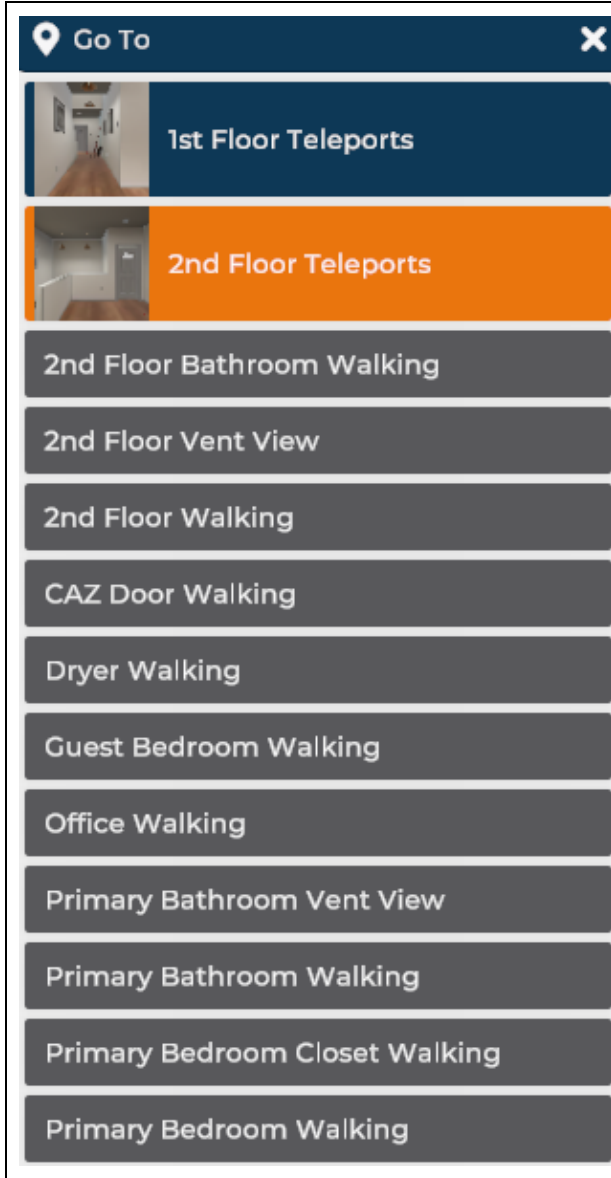 Go To
1st Floor Teleports
2nd Floor Teleports
2nd Floor Bathroom Walking
2nd Floor Vent View
2nd Floor Walking
CAZ Door Walking
Dryer Walking
Guest Bedroom Walking
Office Walking
Primary Bathroom Vent View
Primary Bathroom Walking
Primary Bedroom Closet Walking
Primary Bedroom Walking